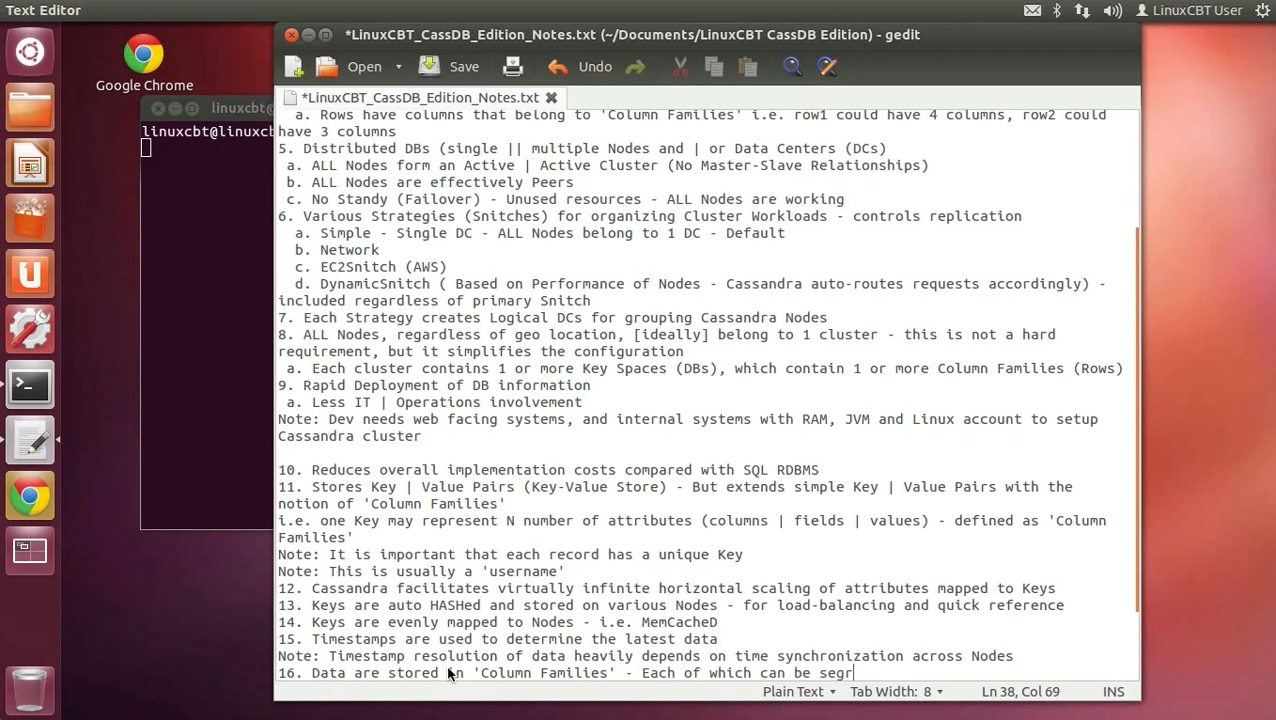 Text Editor
LinuxCBT User
Google Chrome
linuxcbt@
linuxcbt@linuxcb
*LinuxCBT_CassDB_Edition_Notes.txt (~/Documents/LinuxCBT CassDB Edition) - gedit
Open Save Undo
*LinuxCBT_CassDB_Edition_Notes.txt
a. Rows have columns that belong to 'Column Families' i.e. row1 could have 4 columns, row2 could
have 3 columns
5. Distributed DBs (single || multiple Nodes and | or Data Centers (DCs)
a. ALL Nodes form an Active | Active Cluster (No Master-Slave Relationships)
b. ALL Nodes are effectively Peers
c. No Standy (Failover) - Unused resources - ALL Nodes are working
6. Various Strategies (Snitches) for organizing Cluster Workloads - controls replication
a. Simple - Single DC - ALL Nodes belong to 1 DC - Default
b. Network
c. EC2Snitch (AWS)
d. DynamicSnitch ( Based on Performance of Nodes - Cassandra auto-routes requests accordingly) -
included regardless of primary Snitch
7. Each Strategy creates Logical DCs for grouping Cassandra Nodes
8. ALL Nodes, regardless of geo location, [ideally] belong to 1 cluster - this is not a hard
requirement, but it simplifies the configuration
a. Each cluster contains 1 or more Key Spaces (DBs), which contain 1 or more Column Families (Rows)
9. Rapid Deployment of DB information
a. Less IT | Operations involvement
Note: Dev needs web facing systems, and internal systems with RAM, JVM and Linux account to setup
Cassandra cluster
10. Reduces overall implementation costs compared with SQL RDBMS
11. Stores Key | Value Pairs (Key-Value Store) - But extends simple Key | Value Pairs with the
notion of 'Column Families'
i.e. one Key may represent N number of attributes (columns | fields | values) - defined as 'Column
Families'
Note: It is important that each record has a unique Key
Note: This is usually a 'username'
12. Cassandra facilitates virtually infinite horizontal scaling of attributes mapped to Keys
13. Keys are auto HASHed and stored on various Nodes - for load-balancing and quick reference
14. Keys are evenly mapped to Nodes - i.e. MemCacheD
15. Timestamps are used to determine the latest data
Note: Timestamp resolution of data heavily depends on time synchronization across Nodes
16. Data are stored in 'Column Families' - Each of which can be segr
Plain Text Tab Width: 8 Ln 38, Col 69 INS